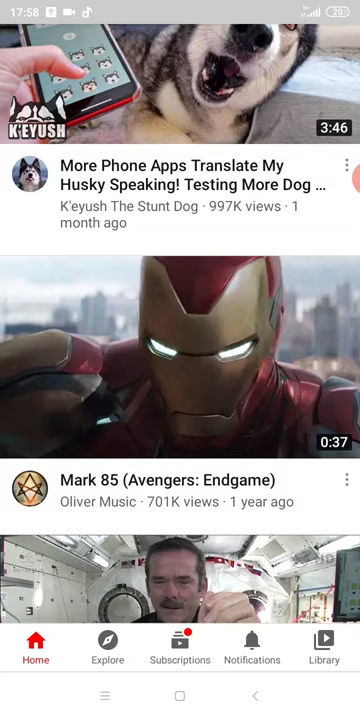 17:58
20
K'EYUSH
3:46
More Phone Apps Translate My
Husky Speaking! Testing More Dog ...
K'eyush The Stunt Dog · 997K views · 1
month ago
0:37
Mark 85 (Avengers: Endgame)
Oliver Music · 701K views · 1 year ago
Home
Explore
Subscriptions
Notifications
Library